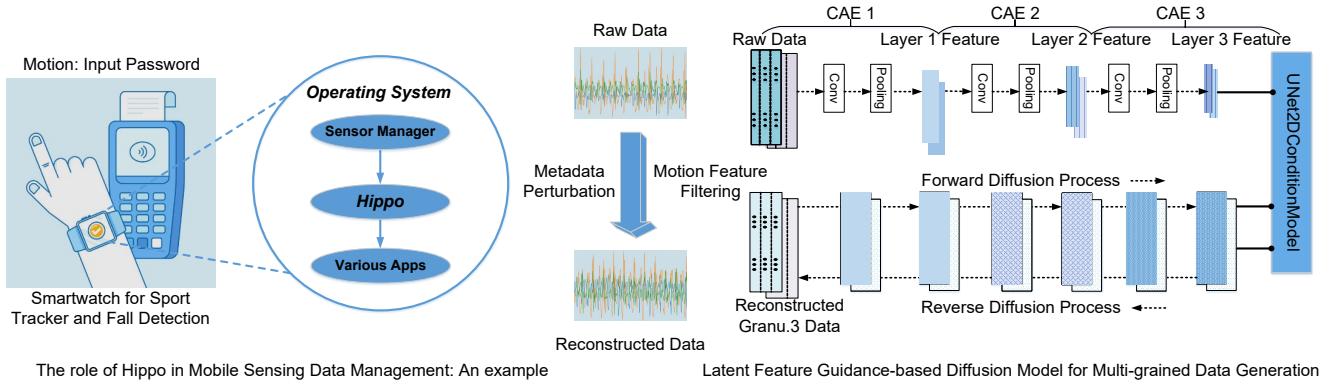 Motion: Input Password
Operating System
Sensor Manager
Hippo
Various Apps
Smartwatch for Sport
Tracker and Fall Detection
The role of Hippo in Mobile Sensing Data Management: An example
Raw Data
Metadata
Perturbation
Motion Feature
Filtering
Reconstructed Data
CAE 1
CAE 2
CAE 3
Raw Data
Layer 1 Feature
Layer 2 Feature
Layer 3 Feature
Conv
Pooling
Conv
Pooling
Conv
Pooling
UNet2DConditionModel
Forward Diffusion Process
Reverse Diffusion Process
Reconstructed
Granu.3 Data
Latent Feature Guidance-based Diffusion Model for Multi-grained Data Generation